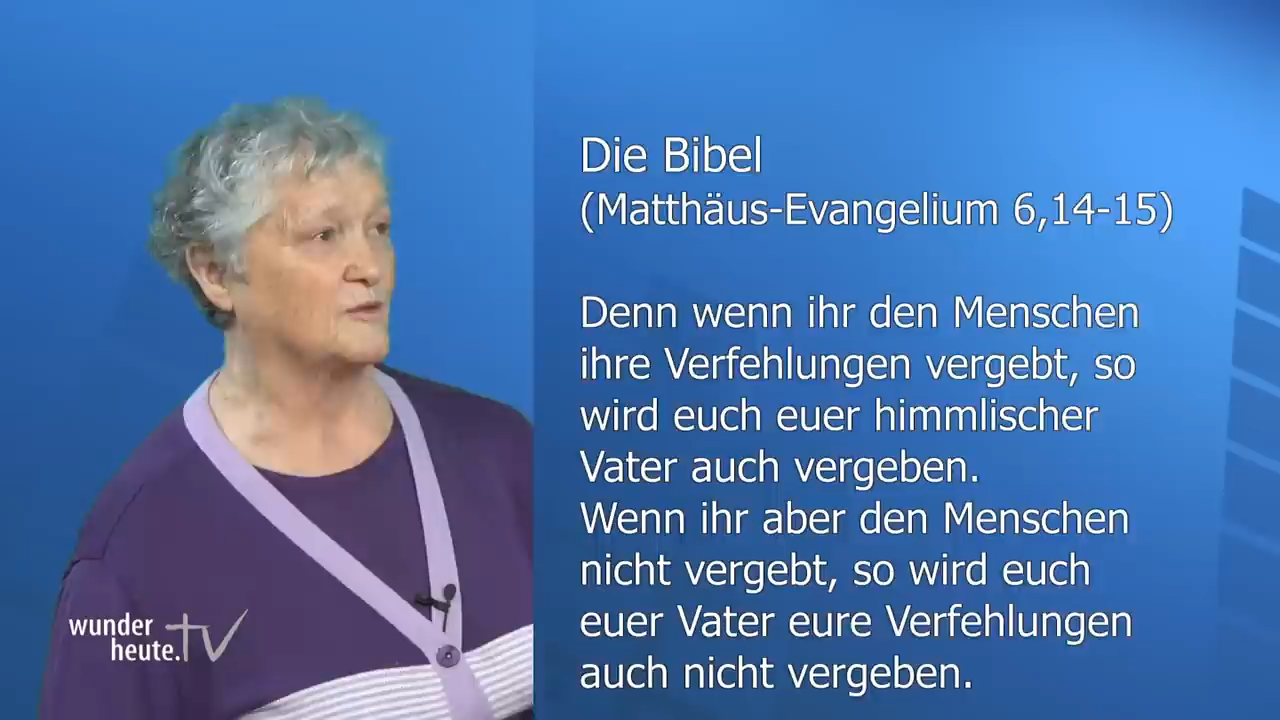 Die Bibel
(Matthäus-Evangelium 6,14-15)
Denn wenn ihr den Menschen
ihre Verfehlungen vergebt, so
wird euch euer himmlischer
Vater auch vergeben.
Wenn ihr aber den Menschen
nicht vergebt, so wird euch
euer Vater eure Verfehlungen
auch nicht vergeben.
wunder
heute.TV